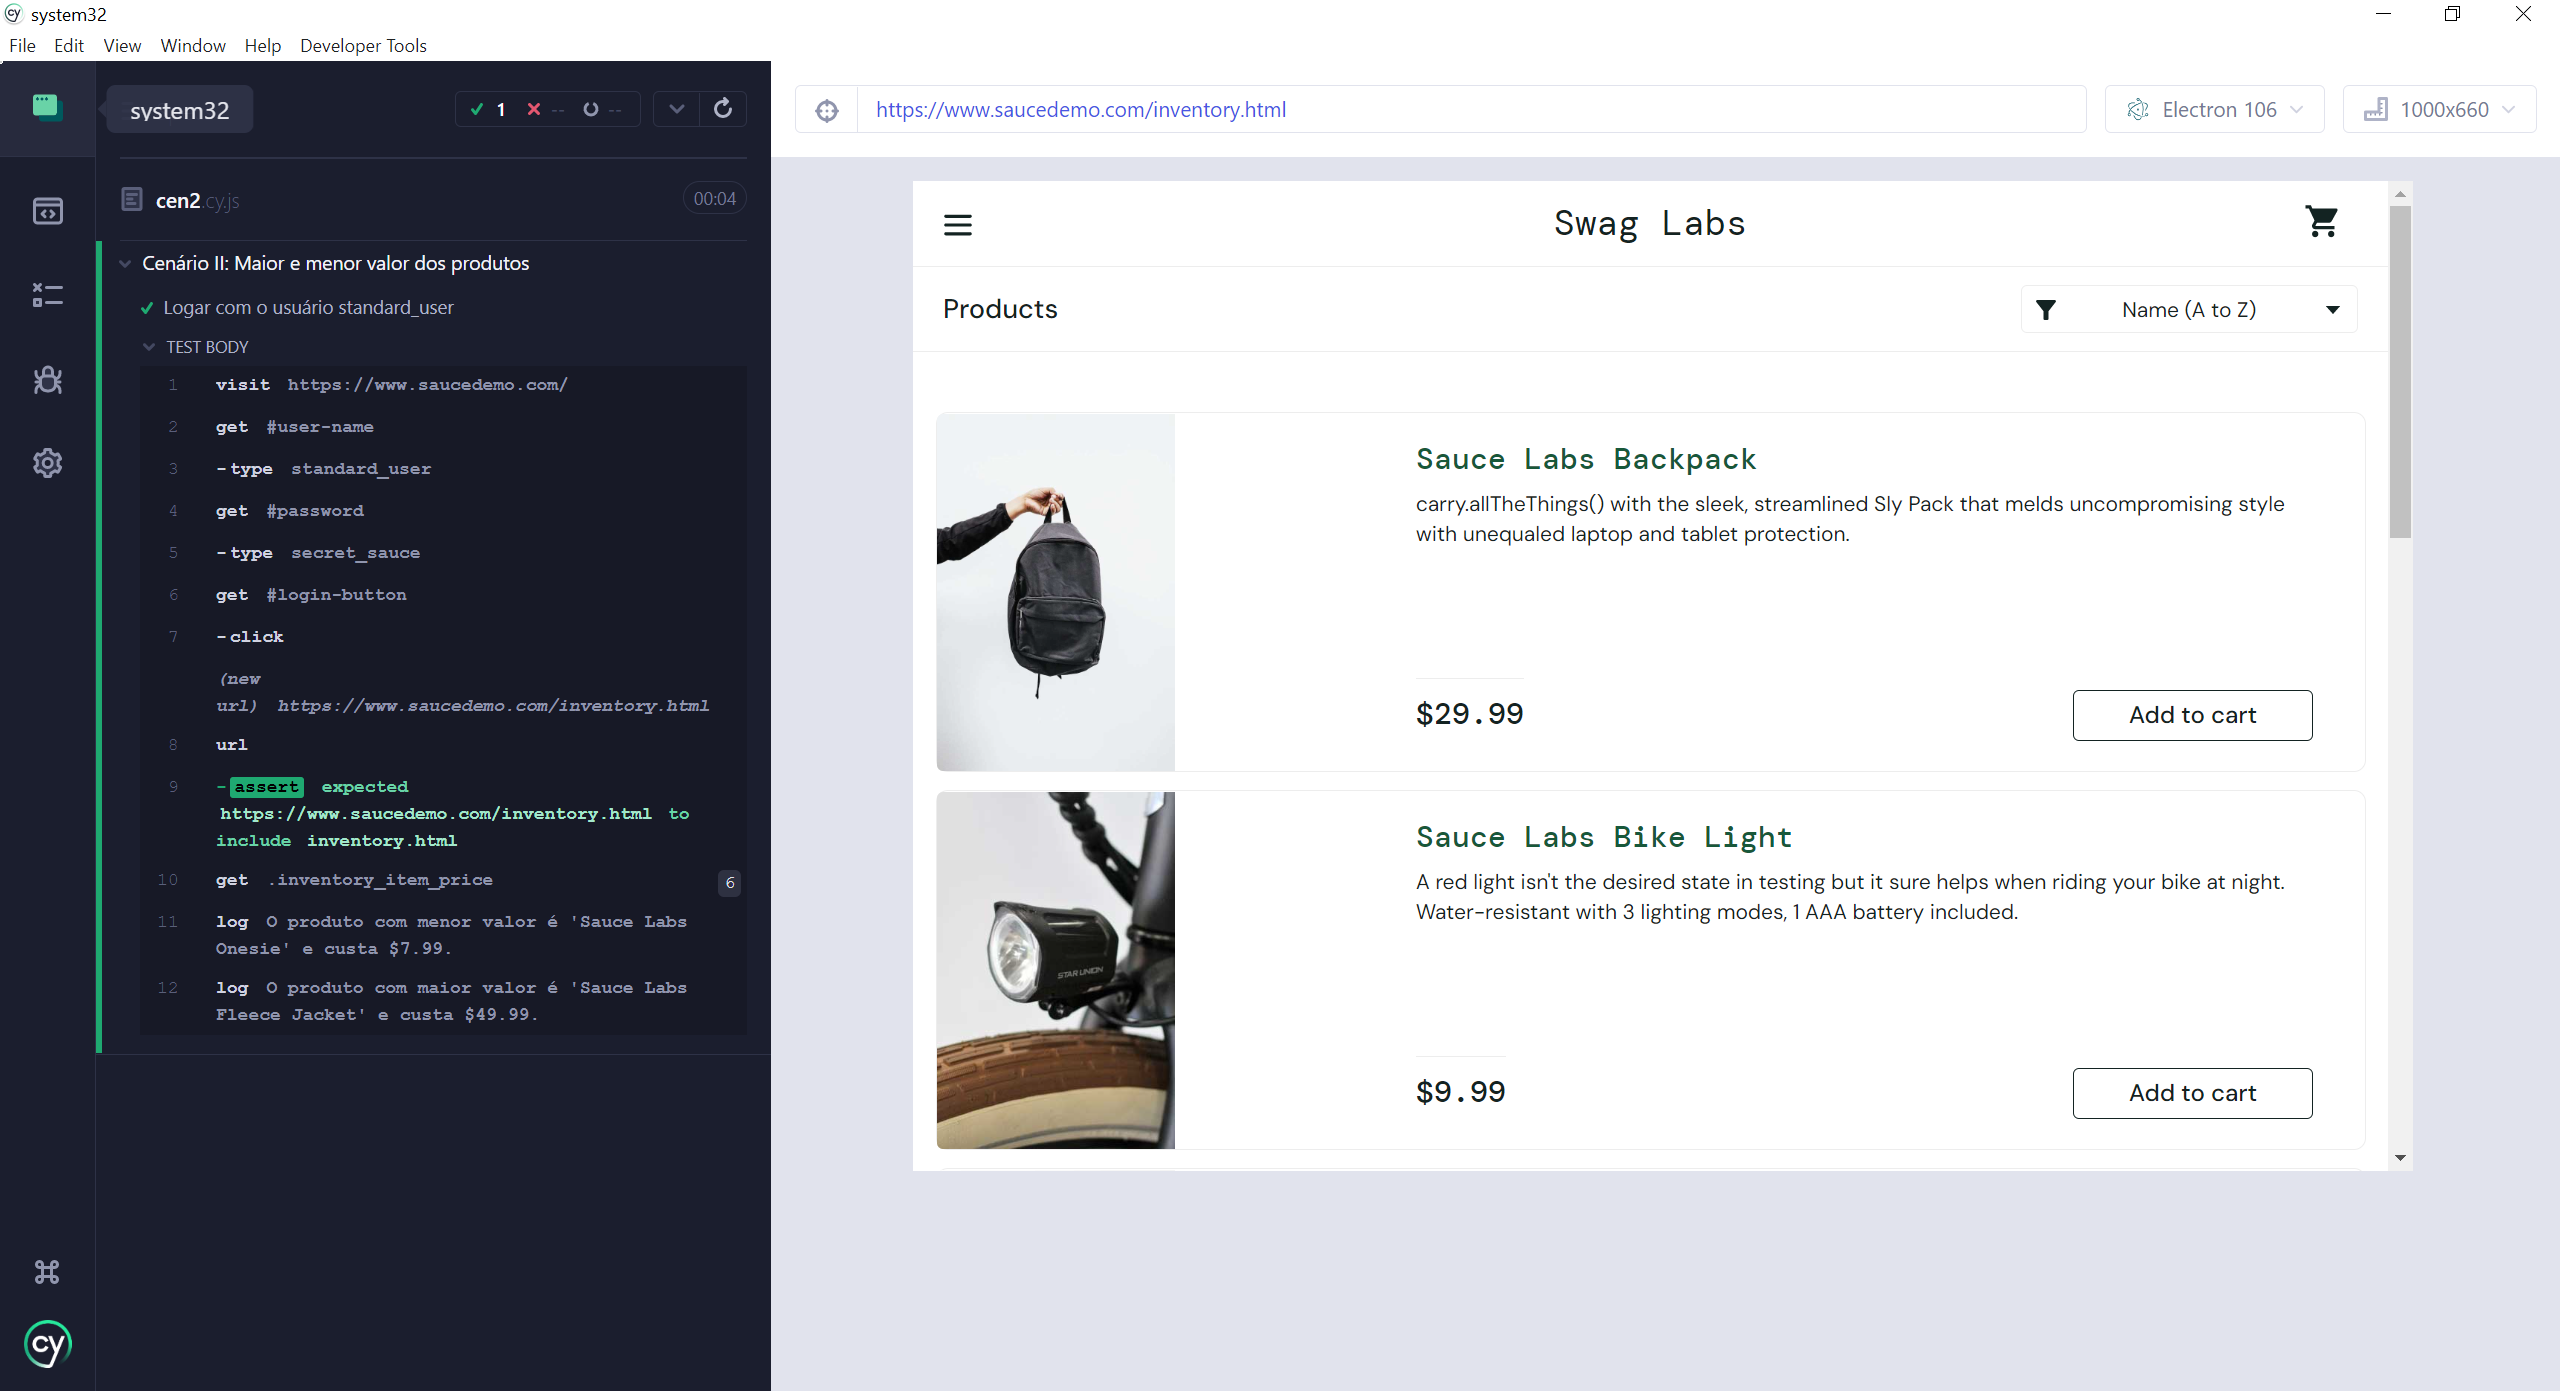 system32
File Edit View Window Help Developer Tools
system32
1 -- --
cen2.cy.js 00:04
Cenário II: Maior e menor valor dos produtos
Logar com o usuário standard_user
TEST BODY
1 visit https://www.saucedemo.com/
2 get #user-name
3 -type standard_user
4 get #password
5 -type secret_sauce
6 get #login-button
7 -click
(new
url) https://www.saucedemo.com/inventory.html
8 url
9 -assert expected
https://www.saucedemo.com/inventory.html to
include inventory.html
10 get .inventory_item_price 6
11 log O produto com menor valor é 'Sauce Labs
Onesie' e custa $7.99.
12 log O produto com maior valor é 'Sauce Labs
Fleece Jacket' e custa $49.99.
cy
https://www.saucedemo.com/inventory.html
Electron 106
1000x660
Swag Labs
Products
Name (A to Z)
Sauce Labs Backpack
carry.allTheThings() with the sleek, streamlined Sly Pack that melds uncompromising style
with unequaled laptop and tablet protection.
$29.99
Add to cart
Sauce Labs Bike Light
A red light isn't the desired state in testing but it sure helps when riding your bike at night.
Water-resistant with 3 lighting modes, 1 AAA battery included.
STAR UNION
$9.99
Add to cart